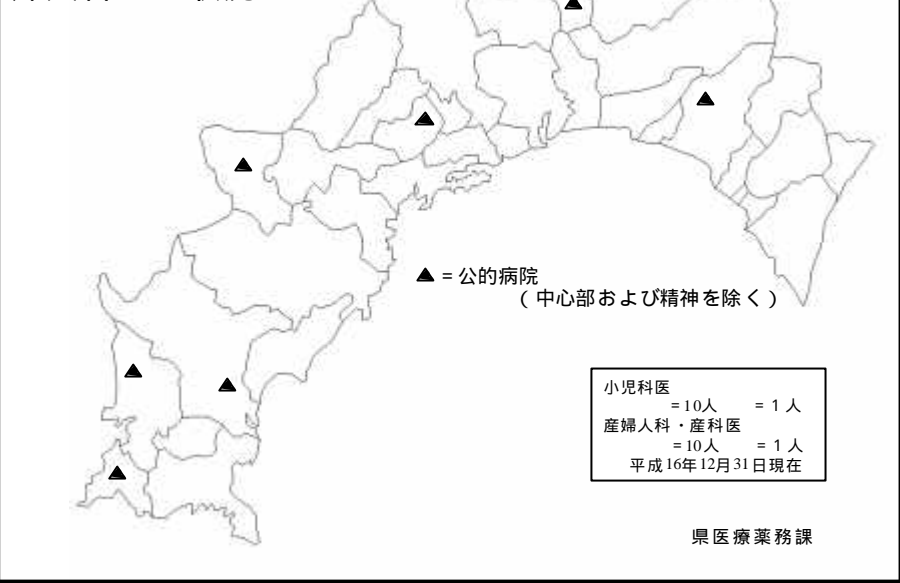 ▲ = 公的病院
(中心部および精神を除く)
小児科医
= 10人 = 1人
産婦人科・産科医
= 10人 = 1人
平成16年12月31日現在
県医療薬務課